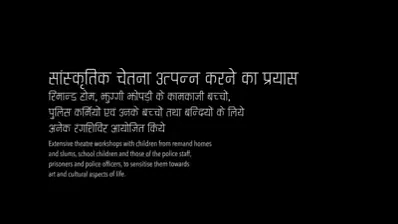 सांस्कृतिक चेतना उत्पन्न करने का प्रयास
रिमान्ड होम, झुग्गी झोपड़ी के कामकाजी बच्चो,
पुलिस कर्मियो एवं उनके बच्चो तथा बन्दियो के लिये
अनेक रंगशिविर आयोजित किये
Extensive theatre workshops with children from remand homes
and slums, school children and those of the police staff,
prisoners and police officers, to sensitise them towards
art and cultural aspects of life.